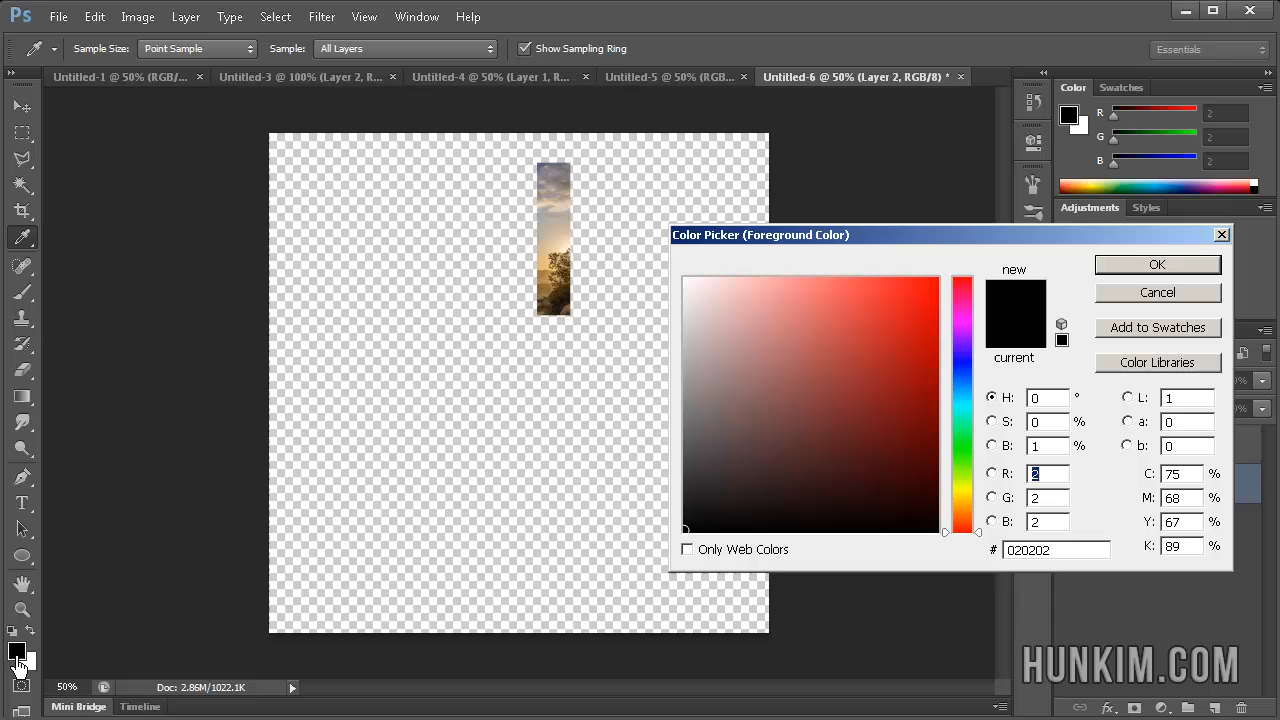 Ps File Edit Image Layer Type Select Filter View Window Help
Sample Size: Point Sample Sample: All Layers Show Sampling Ring Essentials
Untitled-1 @ 50% (RGB/... × Untitled-3 @ 100% (Layer 2, R... × Untitled-4 @ 50% (Layer 1, R... × Untitled-5 @ 50% (RGB... × Untitled-6 @ 50% (Layer 2, RGB/8) * ×
Color Swatches
R 2
G 2
B 2
Adjustments Styles
Color Picker (Foreground Color)
new
current
OK
Cancel
Add to Swatches
Color Libraries
H: 0 ° L: 1
S: 0 % a: 0
B: 1 % b: 0
R: 2 C: 75 %
G: 2 M: 68 %
B: 2 Y: 67 %
# 020202 K: 89 %
Only Web Colors
HUNKIM.COM
50% Doc: 2.86M/1022.1K
Mini Bridge Timeline
fx